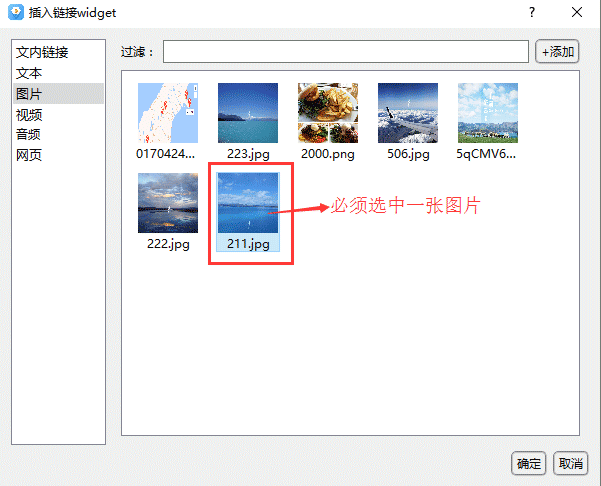 插入链接widget
?
文内链接
文本
图片
视频
音频
网页
过滤：
+添加
0170424...
223.jpg
2000.png
506.jpg
5qCMV6...
222.jpg
211.jpg
必须选中一张图片
确定
取消